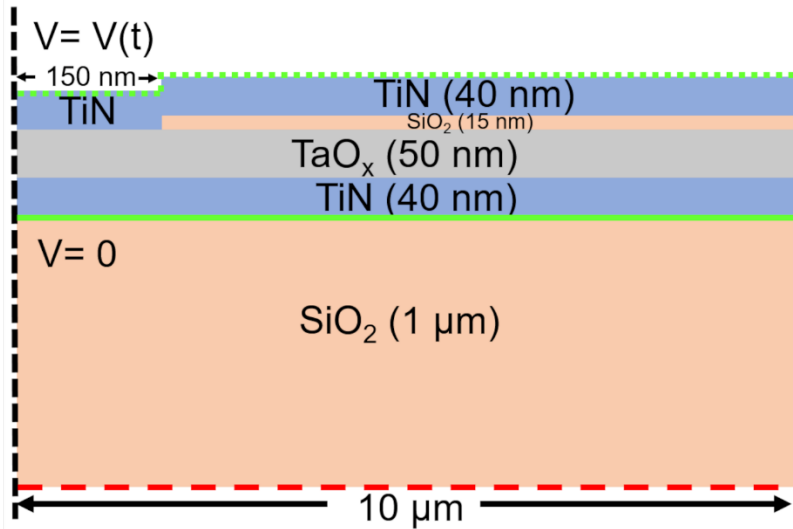 V= V(t)
150 nm
TiN
TiN (40 nm)
SiO₂ (15 nm)
TaOₓ (50 nm)
TiN (40 nm)
V= 0
SiO₂ (1 µm)
10 µm